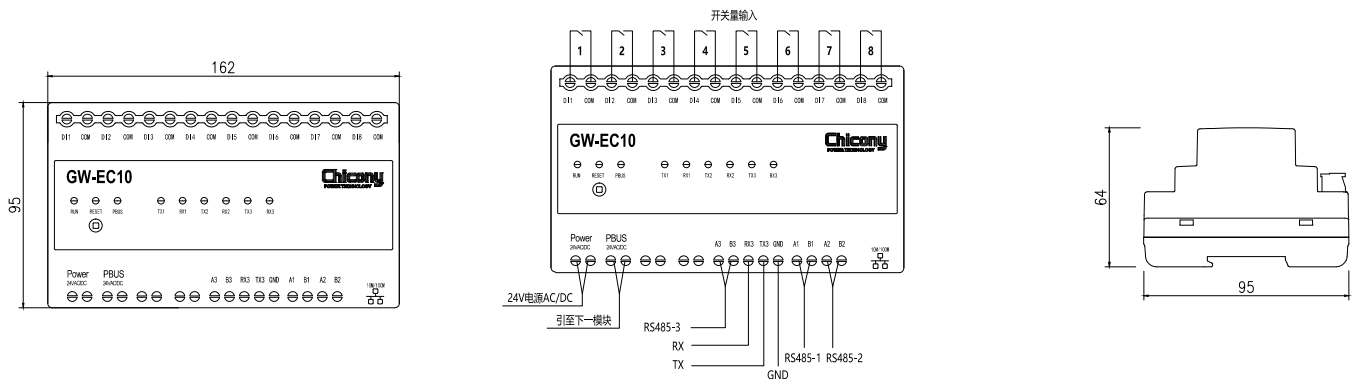 162
95
DI1 COM DI2 COM DI3 COM DI4 COM DI5 COM DI6 COM DI7 COM DI8 COM
GW-EC10
Chicony
POWER TECHNOLOGY
RUN RESET PBUS TX1 RX1 TX2 RX2 TX3 RX3
Power PBUS
24VAC/DC 24VAC/DC
A3 B3 RX3 TX3 GND A1 B1 A2 B2
10M/100M
开关量输入
1 2 3 4 5 6 7 8
DI1 COM DI2 COM DI3 COM DI4 COM DI5 COM DI6 COM DI7 COM DI8 COM
GW-EC10
Chicony
POWER TECHNOLOGY
RUN RESET PBUS TX1 RX1 TX2 RX2 TX3 RX3
Power PBUS
24VAC/DC 24VAC/DC
A3 B3 RX3 TX3 GND A1 B1 A2 B2
10M/100M
24V电源AC/DC
引至下一模块
RS485-3
RX
TX
GND
RS485-1 RS485-2
64
95